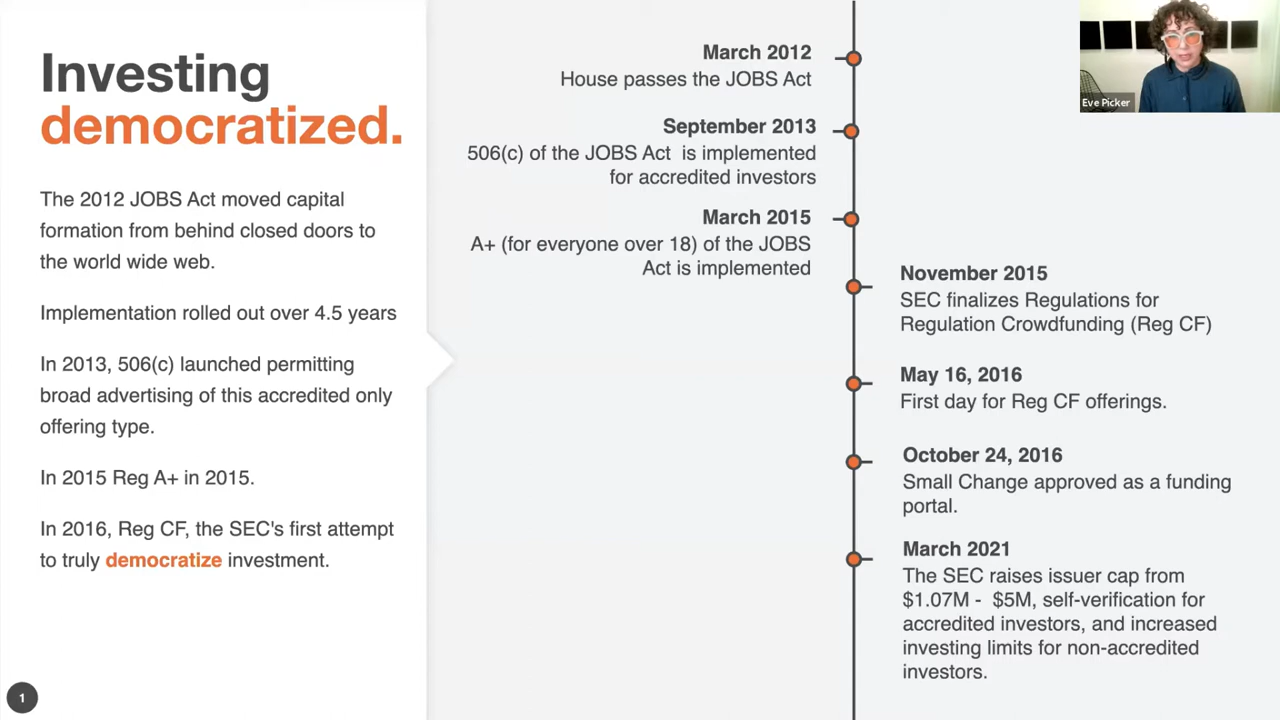 Investing
democratized.
The 2012 JOBS Act moved capital
formation from behind closed doors to
the world wide web.
Implementation rolled out over 4.5 years
In 2013, 506(c) launched permitting
broad advertising of this accredited only
offering type.
In 2015 Reg A+ in 2015.
In 2016, Reg CF, the SEC's first attempt
to truly democratize investment.
1
March 2012
House passes the JOBS Act
September 2013
506(c) of the JOBS Act is implemented
for accredited investors
March 2015
A+ (for everyone over 18) of the JOBS
Act is implemented
November 2015
SEC finalizes Regulations for
Regulation Crowdfunding (Reg CF)
May 16, 2016
First day for Reg CF offerings.
October 24, 2016
Small Change approved as a funding
portal.
March 2021
The SEC raises issuer cap from
$1.07M - $5M, self-verification for
accredited investors, and increased
investing limits for non-accredited
investors.
Eve Picker